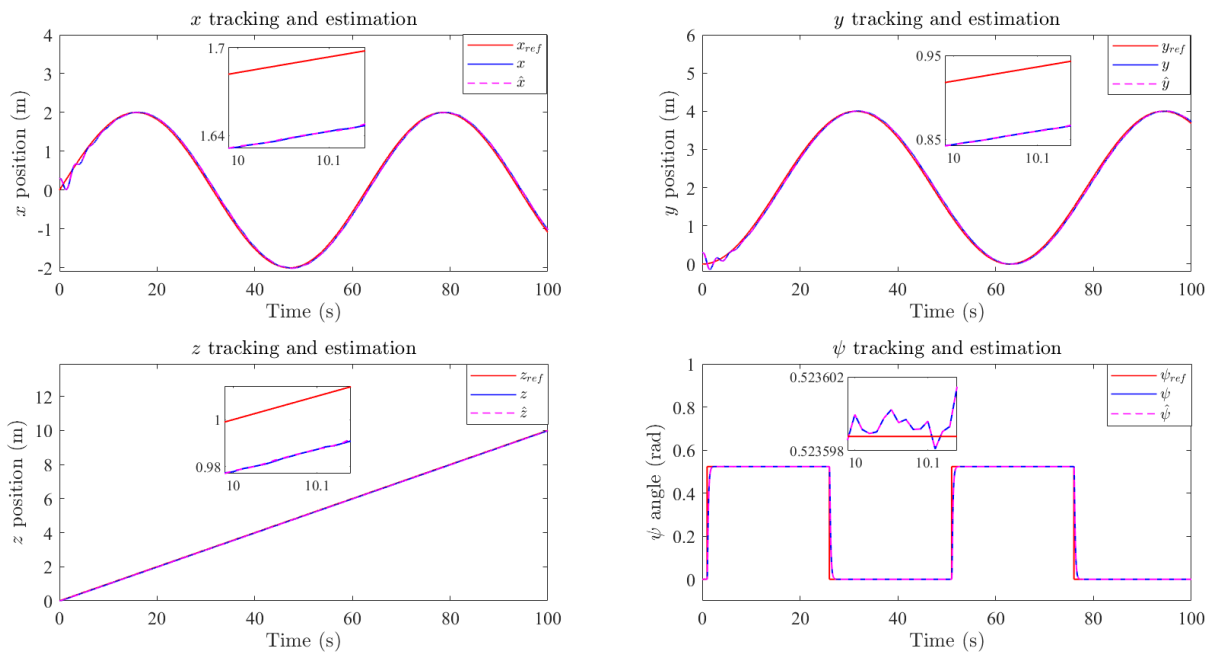 x tracking and estimation
4
3
2
1
0
-1
-2
x position (m)
0
20
40
60
80
100
Time (s)
1.7
1.64
10
10.1
x_ref
x
x̂
y tracking and estimation
6
5
4
3
2
1
0
y position (m)
0
20
40
60
80
100
Time (s)
0.95
0.85
10
10.1
y_ref
y
ŷ
z tracking and estimation
12
10
8
6
4
2
0
z position (m)
0
20
40
60
80
100
Time (s)
1
0.98
10
10.1
z_ref
z
ẑ
ψ tracking and estimation
1
0.8
0.6
0.4
0.2
0
ψ angle (rad)
0
20
40
60
80
100
Time (s)
0.523602
0.523598
10
10.1
ψ_ref
ψ
ψ̂